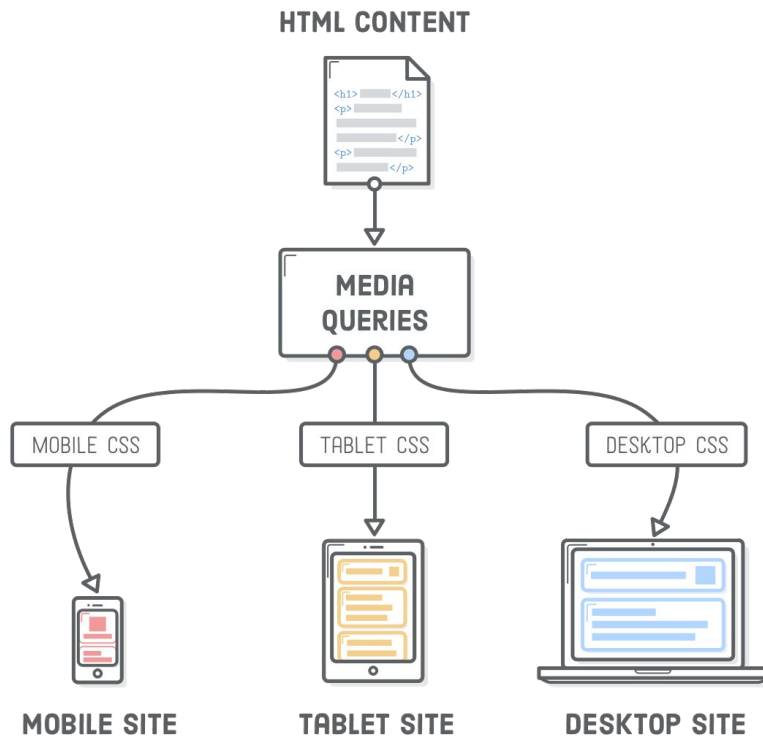 HTML CONTENT
<h1> </h1>
<p>
</p>
<p>
</p>
MEDIA
QUERIES
MOBILE CSS
TABLET CSS
DESKTOP CSS
MOBILE SITE
TABLET SITE
DESKTOP SITE